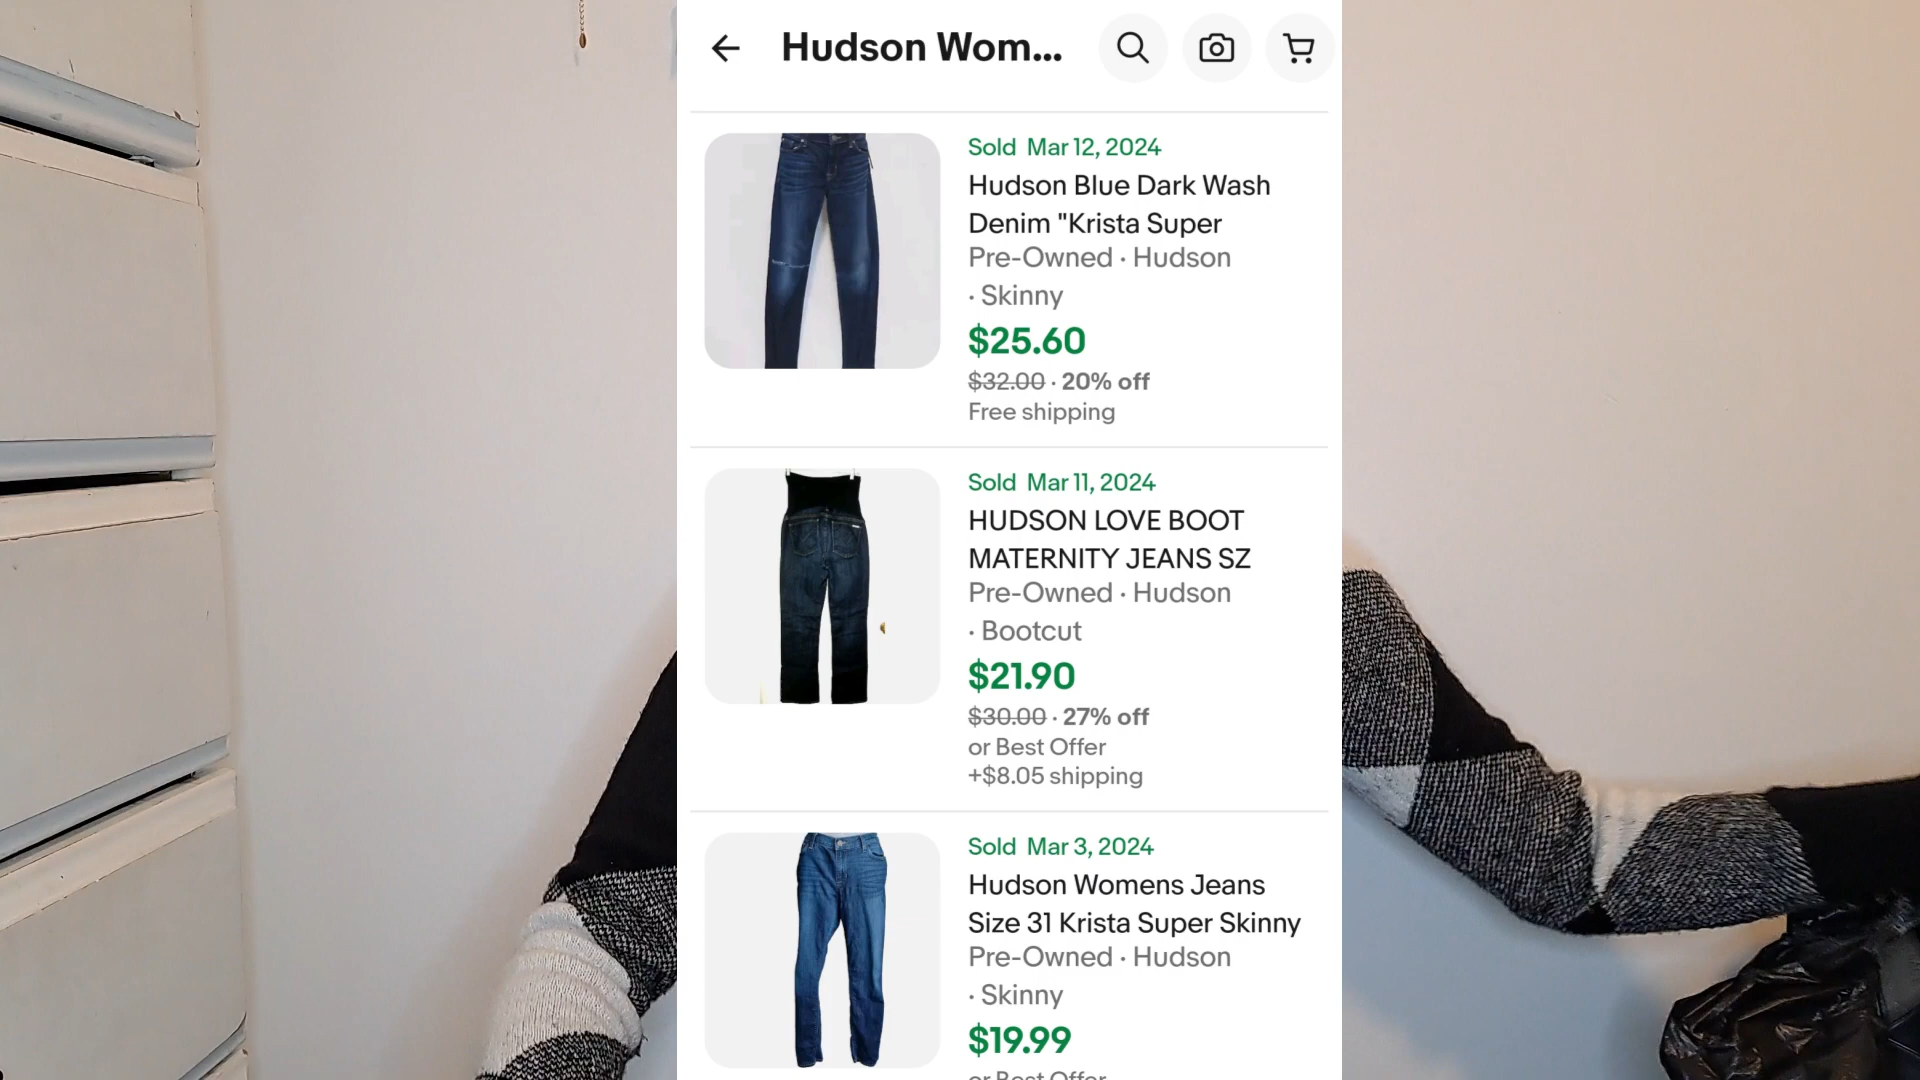 Hudson Wom...
Sold Mar 12, 2024
Hudson Blue Dark Wash
Denim "Krista Super
Pre-Owned · Hudson
· Skinny
$25.60
$32.00 · 20% off
Free shipping
Sold Mar 11, 2024
HUDSON LOVE BOOT
MATERNITY JEANS SZ
Pre-Owned · Hudson
· Bootcut
$21.90
$30.00 · 27% off
or Best Offer
+$8.05 shipping
Sold Mar 3, 2024
Hudson Womens Jeans
Size 31 Krista Super Skinny
Pre-Owned · Hudson
· Skinny
$19.99
or Best Offer